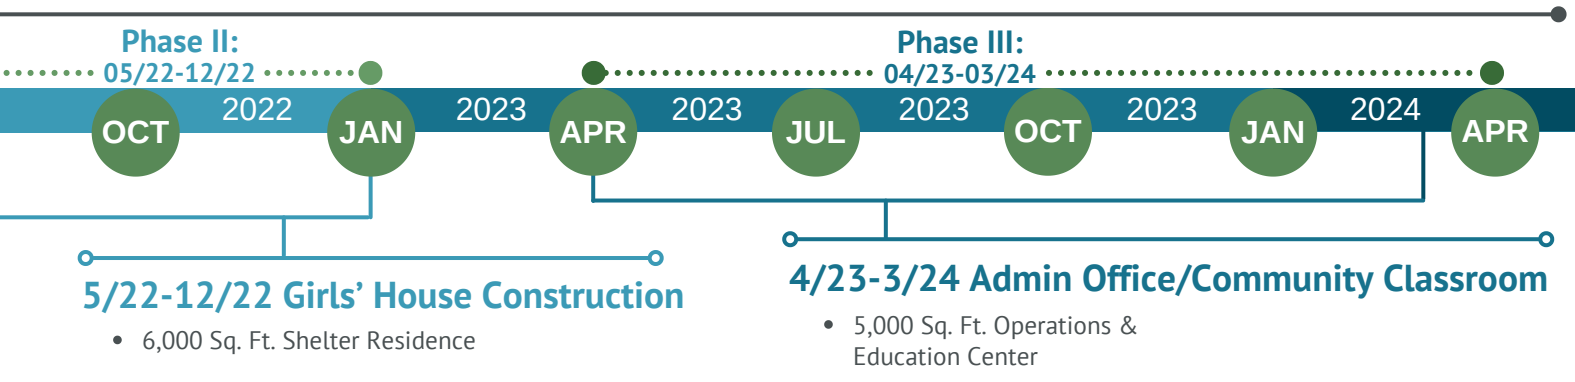 Phase II:
05/22-12/22
Phase III:
04/23-03/24
OCT 2022 JAN 2023 APR 2023 JUL 2023 OCT 2023 JAN 2024 APR
5/22-12/22 Girls’ House Construction
• 6,000 Sq. Ft. Shelter Residence
4/23-3/24 Admin Office/Community Classroom
• 5,000 Sq. Ft. Operations &
Education Center